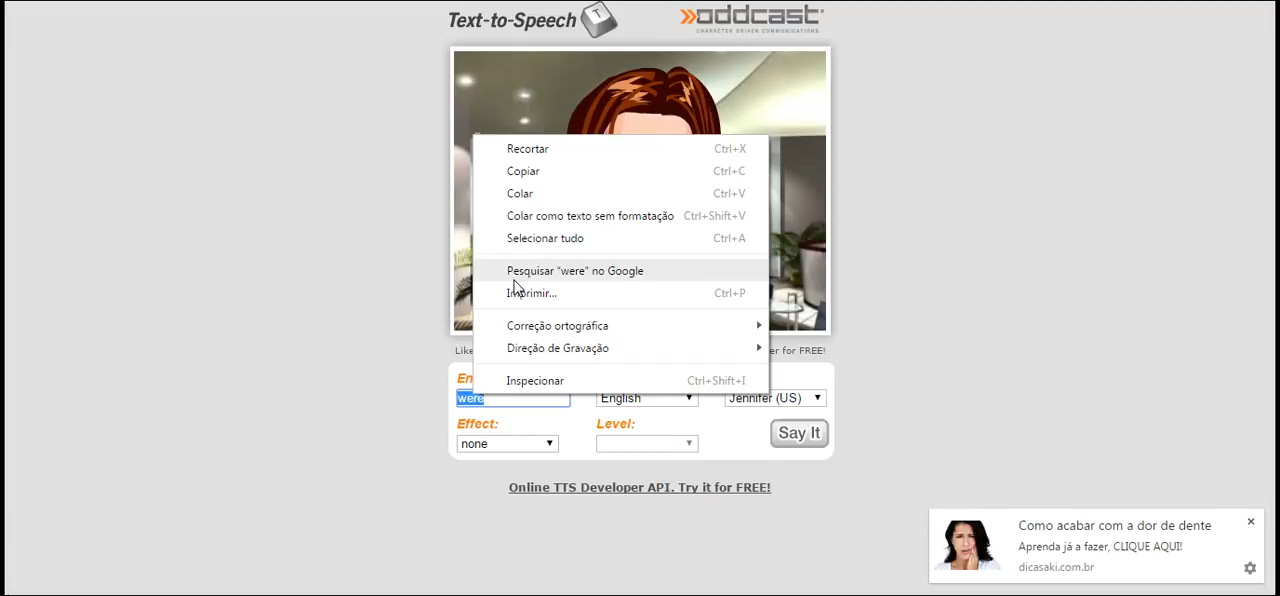 Text-to-Speech T
oddcast
CHARACTER DRIVEN COMMUNICATIONS
Recortar Ctrl+X
Copiar Ctrl+C
Colar Ctrl+V
Colar como texto sem formatação Ctrl+Shift+V
Selecionar tudo Ctrl+A
Pesquisar “were” no Google
Imprimir... Ctrl+P
Correção ortográfica
Direção de Gravação
Inspecionar Ctrl+Shift+I
for FREE!
were English Jennifer (US)
Effect: Level:
none Say It
Online TTS Developer API. Try it for FREE!
Como acabar com a dor de dente
Aprenda já a fazer, CLIQUE AQUI!
dicasaki.com.br